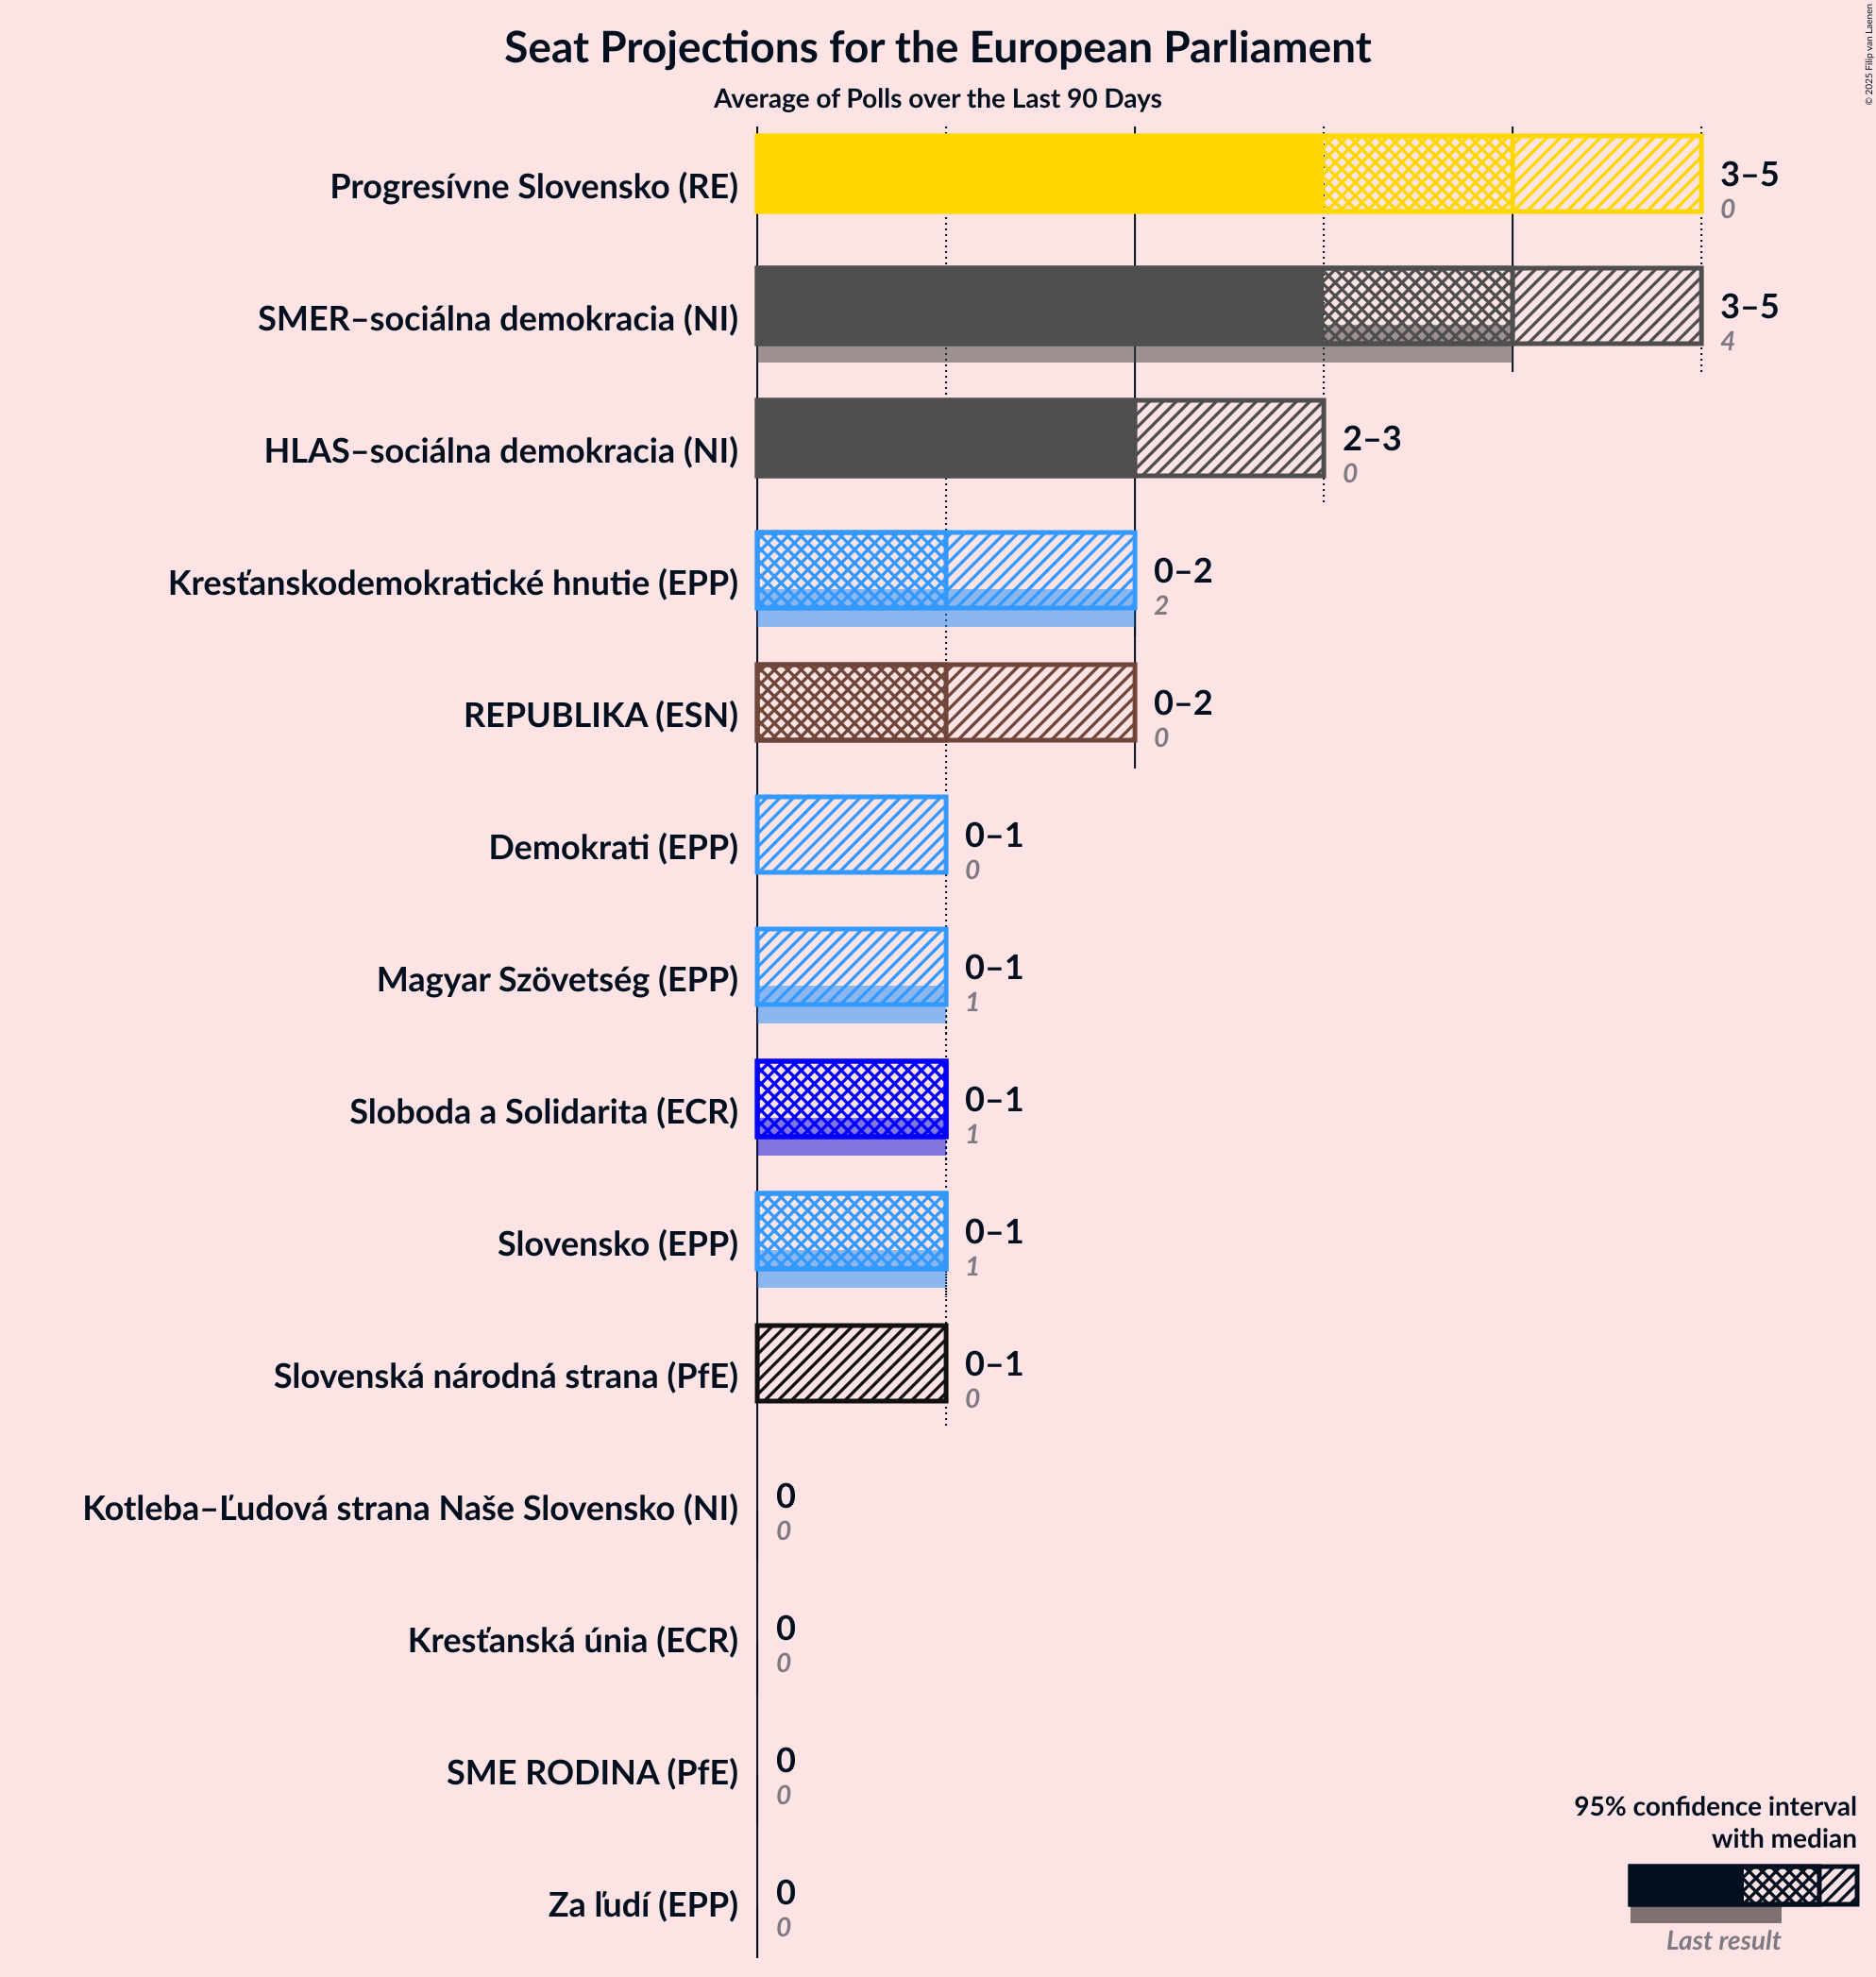 Seat Projections for the European Parliament
Average of Polls over the Last 90 Days
© 2025 Filip van Laenen
Progresívne Slovensko (RE)
3–5
0
SMER–sociálna demokracia (NI)
3–5
4
HLAS–sociálna demokracia (NI)
2–3
0
Kresťanskodemokratické hnutie (EPP)
0–2
2
REPUBLIKA (ESN)
0–2
0
Demokrati (EPP)
0–1
0
Magyar Szövetség (EPP)
0–1
1
Sloboda a Solidarita (ECR)
0–1
1
Slovensko (EPP)
0–1
1
Slovenská národná strana (PfE)
0–1
0
Kotleba–Ľudová strana Naše Slovensko (NI)
0
0
Kresťanská únia (ECR)
0
0
SME RODINA (PfE)
0
0
Za ľudí (EPP)
0
0
95% confidence interval
with median
Last result